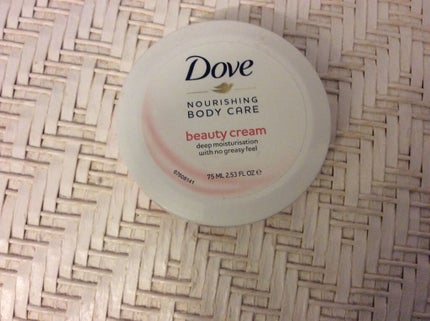 Dove
NOURISHING
BODY CARE
beauty cream
deep moisturisation
with no greasy feel
75 ML 2.53 FL OZ ℮